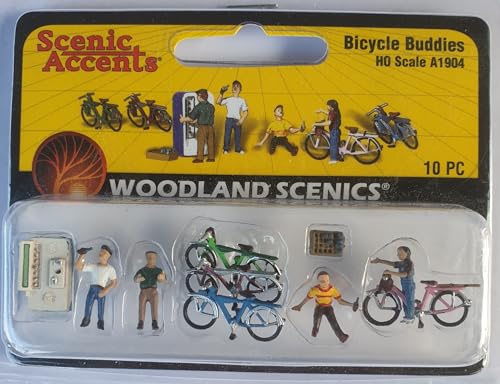 Scenic
Accents®
Bicycle Buddies
HO Scale A1904
10 PC
WOODLAND SCENICS®